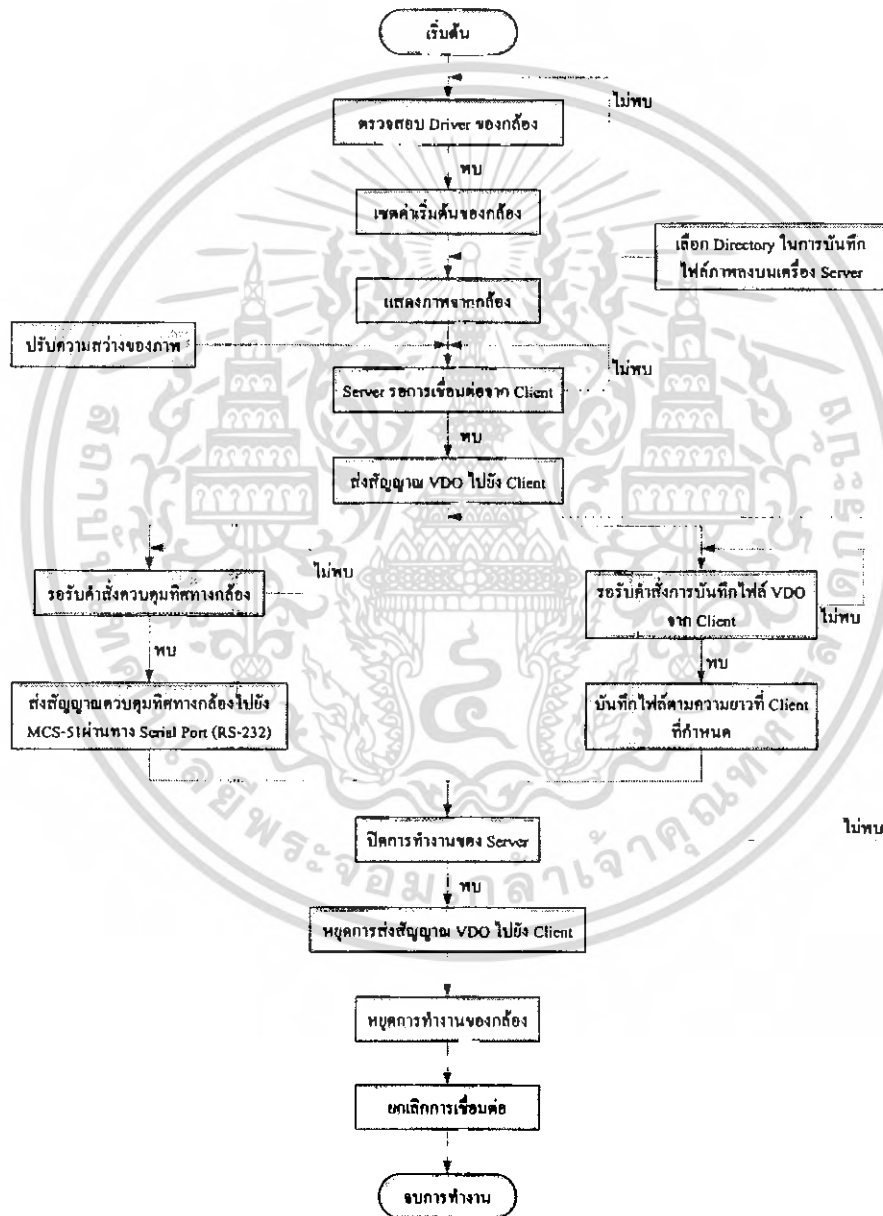 เริ่มต้น
ไม่พบ
ตรวจสอบ Driver ของกล้อง
พบ
เซตค่าเริ่มต้นของกล้อง
เลือก Directory ในการบันทึก
ไฟล์ภาพลงบนเครื่อง Server
แสดงภาพจากกล้อง
ปรับความสว่างของภาพ
ไม่พบ
Server รอการเชื่อมต่อจาก Client
พบ
ส่งสัญญาณ VDO ไปยัง Client
ไม่พบ
รอรับคำสั่งควบคุมทิศทางกล้อง
พบ
ส่งสัญญาณควบคุมทิศทางกล้องไปยัง
MCS-51ผ่านทาง Serial Port (RS-232)
รอรับคำสั่งการบันทึกไฟล์ VDO
จาก Client
ไม่พบ
พบ
บันทึกไฟล์ตามความยาวที่ Client
ที่กำหนด
ปิดการทำงานของ Server
ไม่พบ
พบ
หยุดการส่งสัญญาณ VDO ไปยัง Client
หยุดการทำงานของกล้อง
ยกเลิกการเชื่อมต่อ
จบการทำงาน